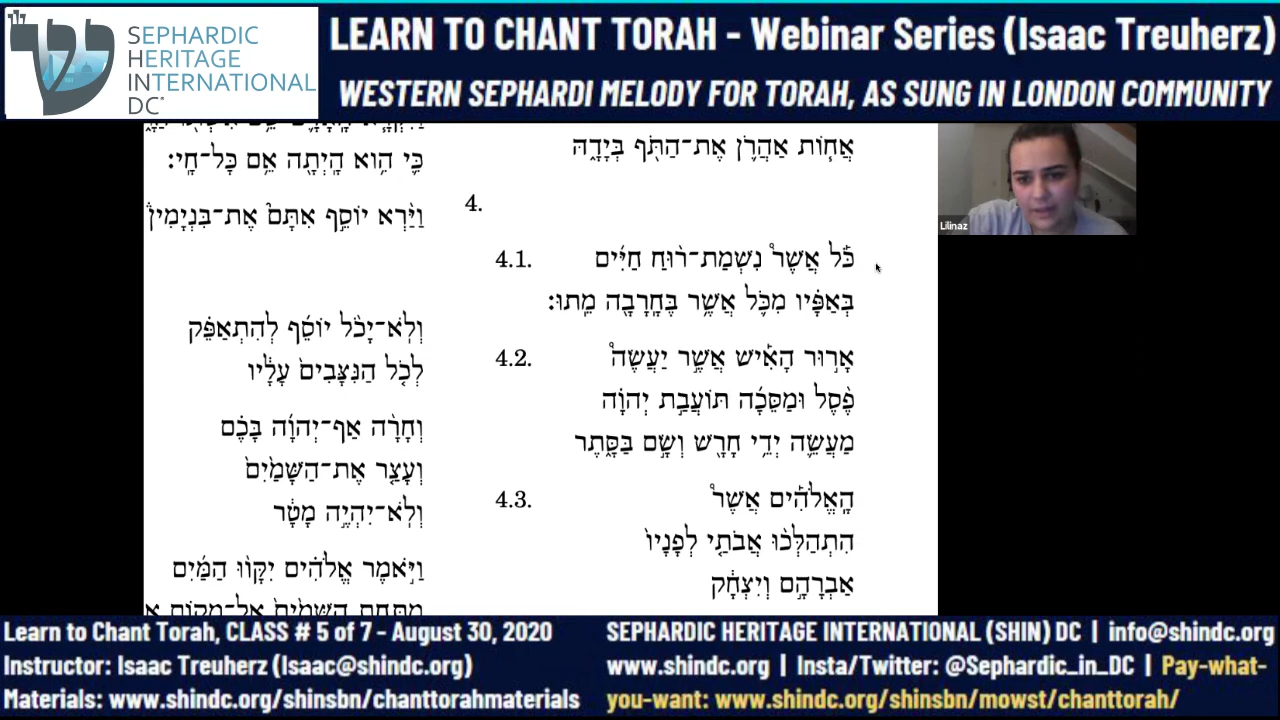 SEPHARDIC
HERITAGE
INTERNATIONAL
DC
LEARN TO CHANT TORAH - Webinar Series (Isaac Treuherz)
WESTERN SEPHARDI MELODY FOR TORAH, AS SUNG IN LONDON COMMUNITY
אֲח֧וֹת אַהֲרֹ֛ן אֶת־הַתֹּ֖ף בְּיָדָ֑הּ
4.
4.1.
כֹּ֡ל אֲשֶׁר֩ נִשְׁמַת־ר֨וּחַ חַיִּ֜ים
בְּאַפָּ֗יו מִכֹּ֛ל אֲשֶׁ֥ר בֶּחָרָבָ֖ה מֵֽתוּ׃
4.2.
אָר֣וּר הָאִ֡ישׁ אֲשֶׁ֣ר יַעֲשֶׂה֩
פֶ֨סֶל וּמַסֵּכָ֜ה תּוֹעֲבַ֣ת יְהוָ֗ה
מַעֲשֵׂ֛ה יְדֵ֥י חָרָ֖שׁ וְשָׂ֣ם בַּסָּ֑תֶר
4.3.
הָֽאֱלֹהִ֡ים אֲשֶׁר֩
הִתְהַלְּכ֨וּ אֲבֹתַ֤י לְפָנָיו֙
אַבְרָהָ֣ם וְיִצְחָ֔ק
כִּ֛י הִ֥וא הָֽיְתָ֖ה אֵ֥ם כָּל־חָֽי׃
וַיַּ֨רְא יוֹסֵ֣ף אִתָּם֮ אֶת־בִּנְיָמִין֒
וְלֹֽא־יָכֹ֨ל יוֹסֵ֜ף לְהִתְאַפֵּ֗ק
לְכֹ֤ל הַנִּצָּבִים֙ עָלָ֔יו
וְחָרָ֨ה אַף־יְהוָ֜ה בָּכֶ֗ם
וְעָצַ֤ר אֶת־הַשָּׁמַ֙יִם֙
וְלֹֽא־יִהְיֶ֣ה מָטָ֔ר
וַיֹּ֣אמֶר אֱלֹהִ֗ים יִקָּו֨וּ הַמַּ֜יִם
מִתַּ֤חַת הַשָּׁמַ֙יִם֙ אֶל־מָק֣וֹם
Lilinaz
Learn to Chant Torah, CLASS # 5 of 7 - August 30, 2020
Instructor: Isaac Treuherz (Isaac@shindc.org)
Materials: www.shindc.org/shinsbn/chanttorahmaterials
SEPHARDIC HERITAGE INTERNATIONAL (SHIN) DC | info@shindc.org
www.shindc.org | Insta/Twitter: @Sephardic_in_DC | Pay-what-
you-want: www.shindc.org/shinsbn/mowst/chanttorah/